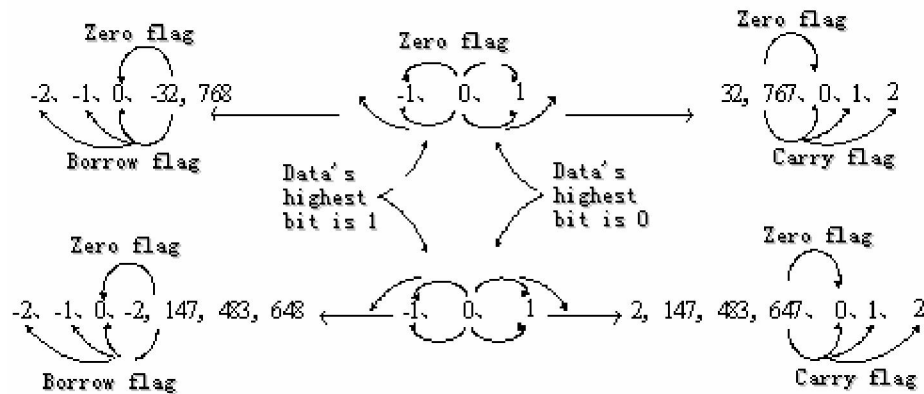 Zero flag
Zero flag
Zero flag
-2、-1、0、-32, 768
-1、 0、 1
32, 767、0、1、2
Borrow flag
Carry flag
Data's
highest
bit is 1
Data's
highest
bit is 0
Zero flag
Zero flag
-2、-1、0、-2, 147, 483, 648
-1、 0、 1
2, 147, 483, 647、0、1、 2
Borrow flag
Carry flag